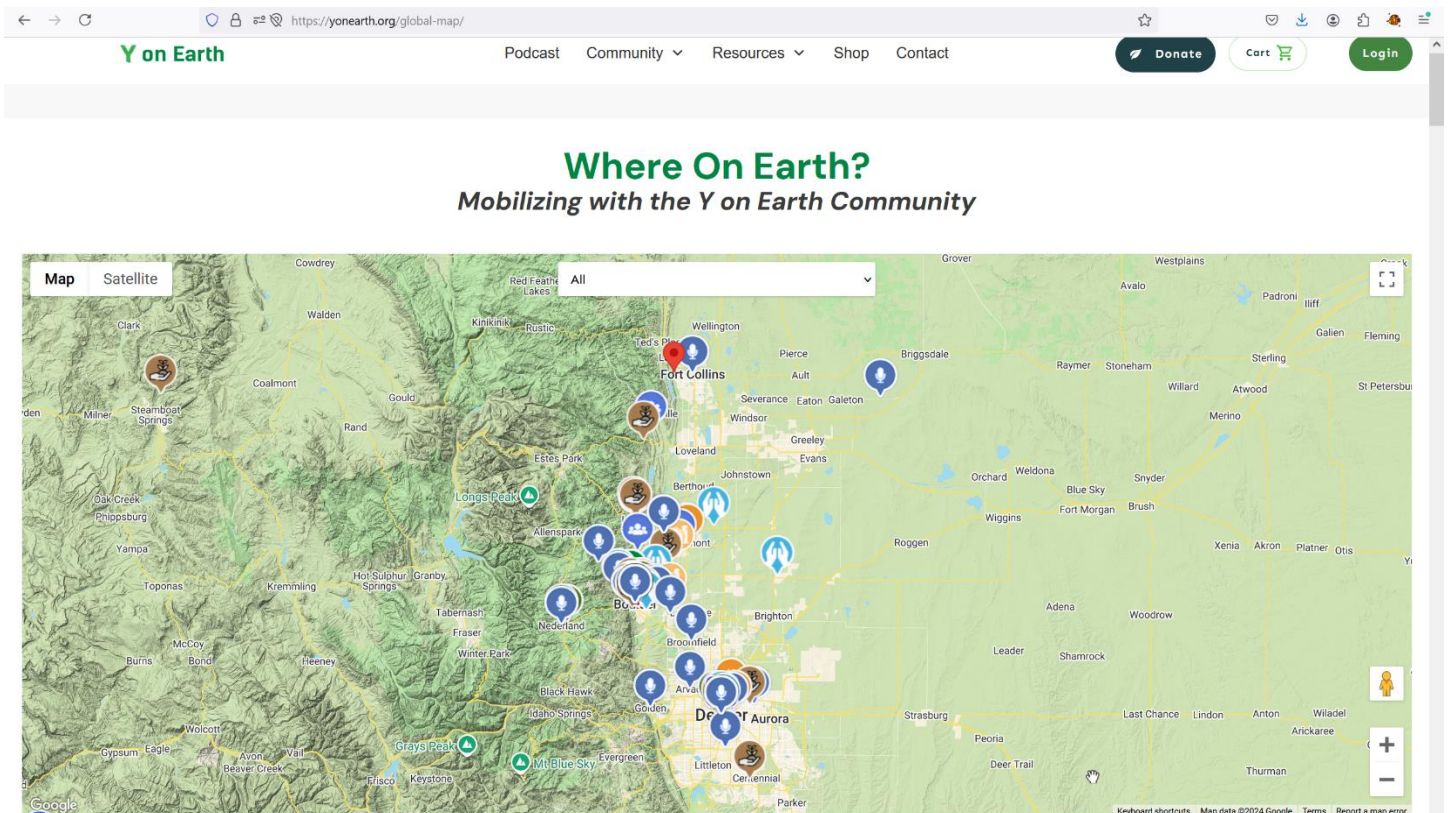 https://yonearth.org/global-map/
Y on Earth
Podcast
Community
Resources
Shop
Contact
Donate
Cart
Login
Where On Earth?
Mobilizing with the Y on Earth Community
Map
Satellite
All
Cowdrey
Grover
Westplains
Red Feather
Lakes
Avalo
Padroni
Iliff
Walden
Clark
Kinikinik
Rustic
Wellington
Galien
Fleming
Pierce
Briggsdale
Sterling
Raymer
Stoneham
Fort Collins
Ault
Coalmont
Willard
Atwood
Gould
Severance
Eaton
Galeton
Milner
Steamboat
Springs
Windsor
Merino
Rand
Greeley
Loveland
Evans
Estes Park
Johnstown
Weldona
Orchard
Snyder
Longs Peak
Blue Sky
Oak Creek
Fort Morgan
Brush
Phippsburg
Wiggins
Allenspark
Roggen
Yampa
Xenia
Akron
Platner
Otis
Hot Sulphur
Springs
Granby
Toponas
Kremmling
Adena
Tabernash
Brighton
Woodrow
Nederland
Fraser
Broomfield
McCoy
Leader
Shamrock
Burns
Bond
Heeney
Winter Park
Black Hawk
Idaho Springs
Golden
Aurora
Strasburg
Last Chance
Lindon
Anton
Wiladel
Wolcott
Arickaree
Peoria
Gypsum
Eagle
Avon
Vail
Grays Peak
Beaver Creek
Mt Blue Sky
Evergreen
Littleton
Deer Trail
Frisco
Keystone
Centennial
Thurman
Parker
Google
Keyboard shortcuts
Map data ©2024 Google
Terms
Report a map error